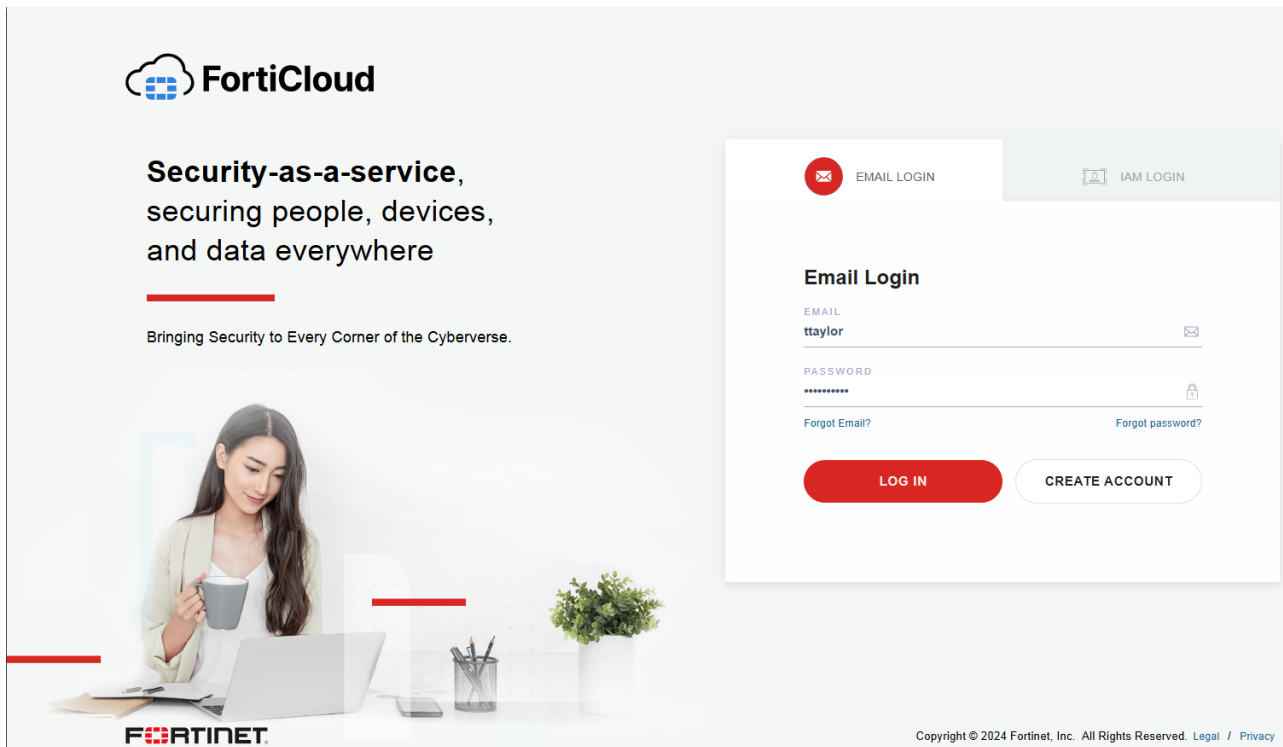 FortiCloud
Security-as-a-service,
securing people, devices,
and data everywhere
Bringing Security to Every Corner of the Cyberverse.
EMAIL LOGIN
IAM LOGIN
Email Login
EMAIL
ttaylor
PASSWORD
••••••••••
Forgot Email?
Forgot password?
LOG IN
CREATE ACCOUNT
FORTINET
Copyright © 2024 Fortinet, Inc. All Rights Reserved. Legal / Privacy